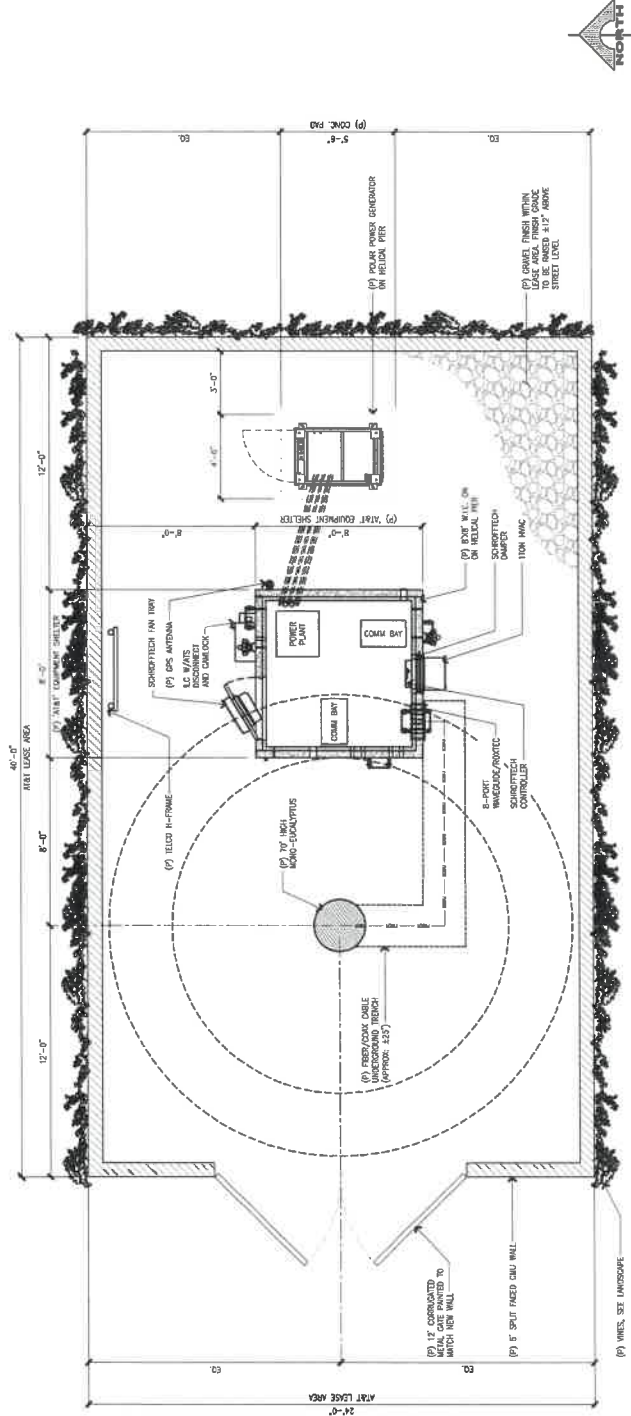 NORTH
40'-0"
AT&T LEASE AREA
12'-0"
8'-0"
8'-0"
(P) 'AT&T' EQUIPMENT SHELTER
12'-0"
EQ.
5'-6"
(P) CONC. PAD
EQ.
(P) TELCO H-FRAME
SCHROFFTECH FAN TRAY
(P) GPS ANTENNA
ILC W/ATS
DISCONNECT
AND CAMLOCK
8'-0"
8'-0"
(P) 'AT&T' EQUIPMENT SHELTER
4'-0"
3'-0"
(P) POLAR POWER GENERATOR
ON HELICAL PIER
(P) GRAVEL FINISH WITHIN
LEASE AREA. FINISH GRADE
TO BE RAISED ±12" ABOVE
STREET LEVEL
(P) 70' HIGH
MONO-EUCALYPTUS
POWER
PLANT
COMM BAY
COMM BAY
(P) 8'X8' W.I.C. ON
ON HELICAL PIER
SCHROFFTECH
DAMPER
1TON HVAC
8-PORT
WAVEGUIDE/ROXTEC
SCHROFFTECH
CONTROLLER
(P) FIBER/COAX CABLE
UNDERGROUND TRENCH
(APPROX: ±25')
(P) 12' CORRUGATED
METAL GATE PAINTED TO
MATCH NEW WALL
(P) 6' SPLIT FACED CMU WALL
(P) VINES, SEE LANDSCAPE
EQ.
EQ.
24'-0"
AT&T LEASE AREA